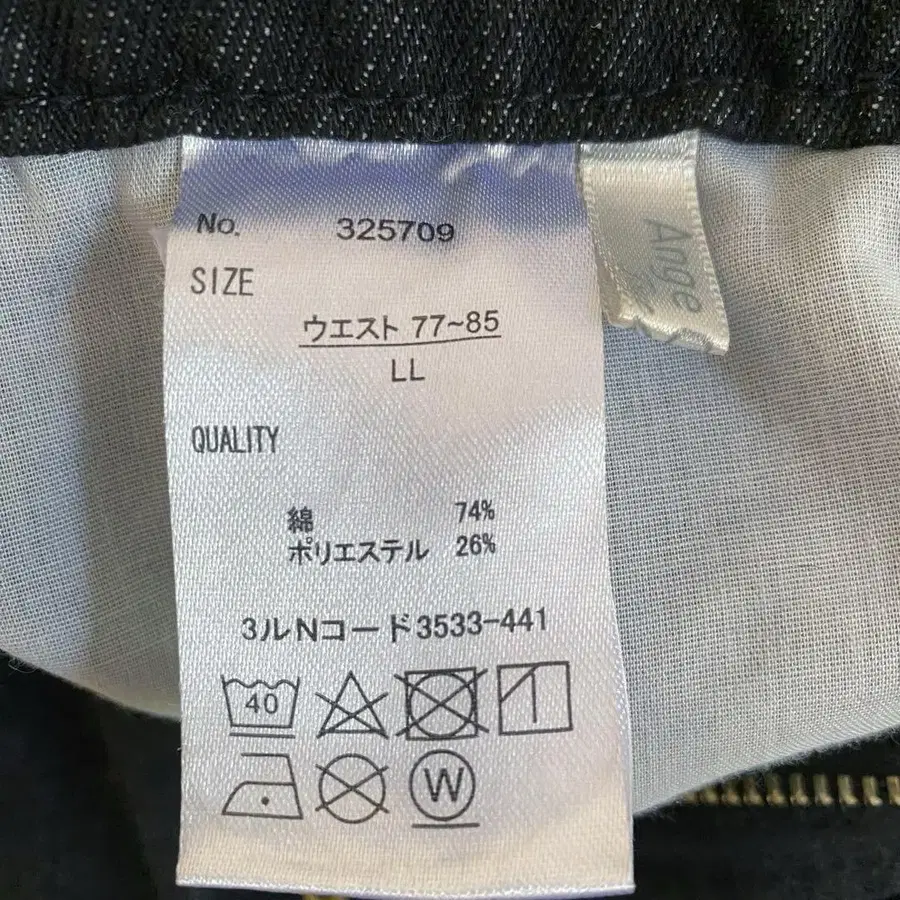 No. 325709
SIZE
ウエスト 77~85
LL
QUALITY
綿 74%
ポリエステル 26%
3ルNコード3533-441
40
W
Ange